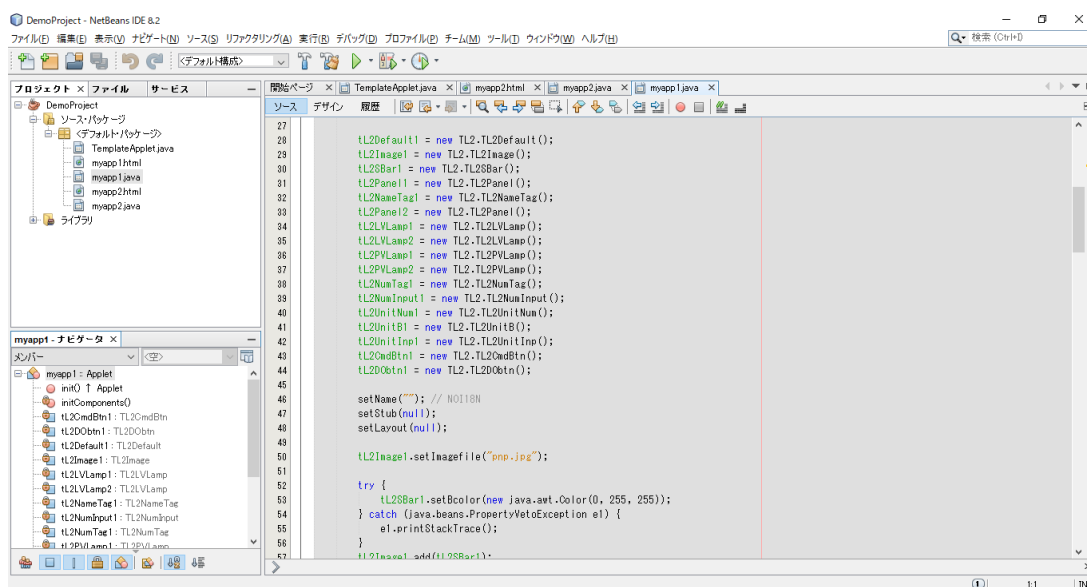 DemoProject - NetBeans IDE 8.2
ファイル(F) 編集(E) 表示(V) ナビゲート(N) ソース(S) リファクタリング(A) 実行(R) デバッグ(D) プロファイル(P) チーム(M) ツール(T) ウィンドウ(W) ヘルプ(H)
検索 (Ctrl+I)
<デフォルト構成>
プロジェクト × ファイル サービス
DemoProject
ソース・パッケージ
<デフォルト・パッケージ>
TemplateApplet.java
myapp1.html
myapp1.java
myapp2.html
myapp2.java
ライブラリ
myapp1 - ナビゲータ ×
メンバー <空>
myapp1 :: Applet
init() ↑ Applet
initComponents()
tL2CmdBtn1 : TL2CmdBtn
tL2DObtn1 : TL2DObtn
tL2Default1 : TL2Default
tL2Image1 : TL2Image
tL2LVLamp1 : TL2LVLamp
tL2LVLamp2 : TL2LVLamp
tL2NameTag1 : TL2NameTag
tL2NumInput1 : TL2NumInput
tL2NumTag1 : TL2NumTag
tL2PVLamp1 : TL2PVLamp
開始ページ × TemplateApplet.java × myapp2.html × myapp2.java × myapp1.java ×
ソース デザイン 履歴
27
28 tL2Default1 = new TL2.TL2Default();
29 tL2Image1 = new TL2.TL2Image();
30 tL2SBar1 = new TL2.TL2SBar();
31 tL2Panel1 = new TL2.TL2Panel();
32 tL2NameTag1 = new TL2.TL2NameTag();
33 tL2Panel2 = new TL2.TL2Panel();
34 tL2LVLamp1 = new TL2.TL2LVLamp();
35 tL2LVLamp2 = new TL2.TL2LVLamp();
36 tL2PVLamp1 = new TL2.TL2PVLamp();
37 tL2PVLamp2 = new TL2.TL2PVLamp();
38 tL2NumTag1 = new TL2.TL2NumTag();
39 tL2NumInput1 = new TL2.TL2NumInput();
40 tL2UnitNum1 = new TL2.TL2UnitNum();
41 tL2UnitB1 = new TL2.TL2UnitB();
42 tL2UnitInp1 = new TL2.TL2UnitInp();
43 tL2CmdBtn1 = new TL2.TL2CmdBtn();
44 tL2DObtn1 = new TL2.TL2DObtn();
45
46 setName(""); // NOI18N
47 setStub(null);
48 setLayout(null);
49
50 tL2Image1.setImagefile("pnp.jpg");
51
52 try {
53 tL2SBar1.setBcolor(new java.awt.Color(0, 255, 255));
54 } catch (java.beans.PropertyVetoException e1) {
55 e1.printStackTrace();
56 }
57 tL2Image1.add(tL2SBar1);
1 1:1 IN